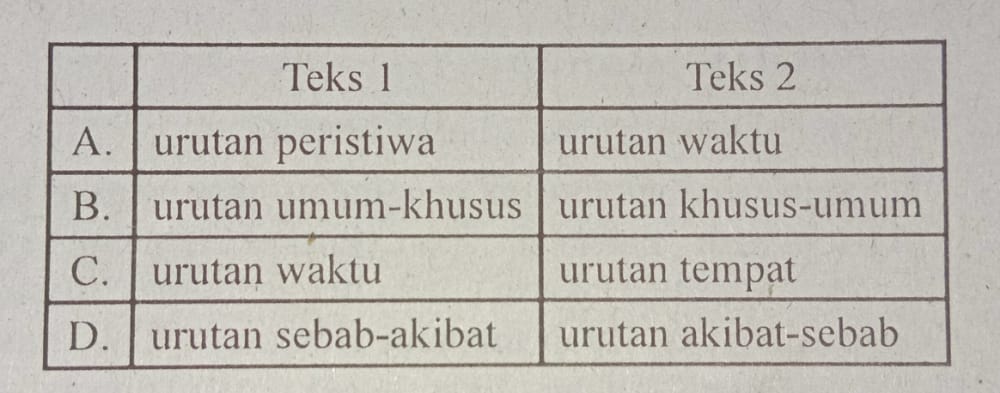 Teks 1 Teks 2
A. urutan peristiwa urutan waktu
B. urutan umum-khusus urutan khusus-umum
C. urutan waktu urutan tempat
D. urutan sebab-akibat urutan akibat-sebab